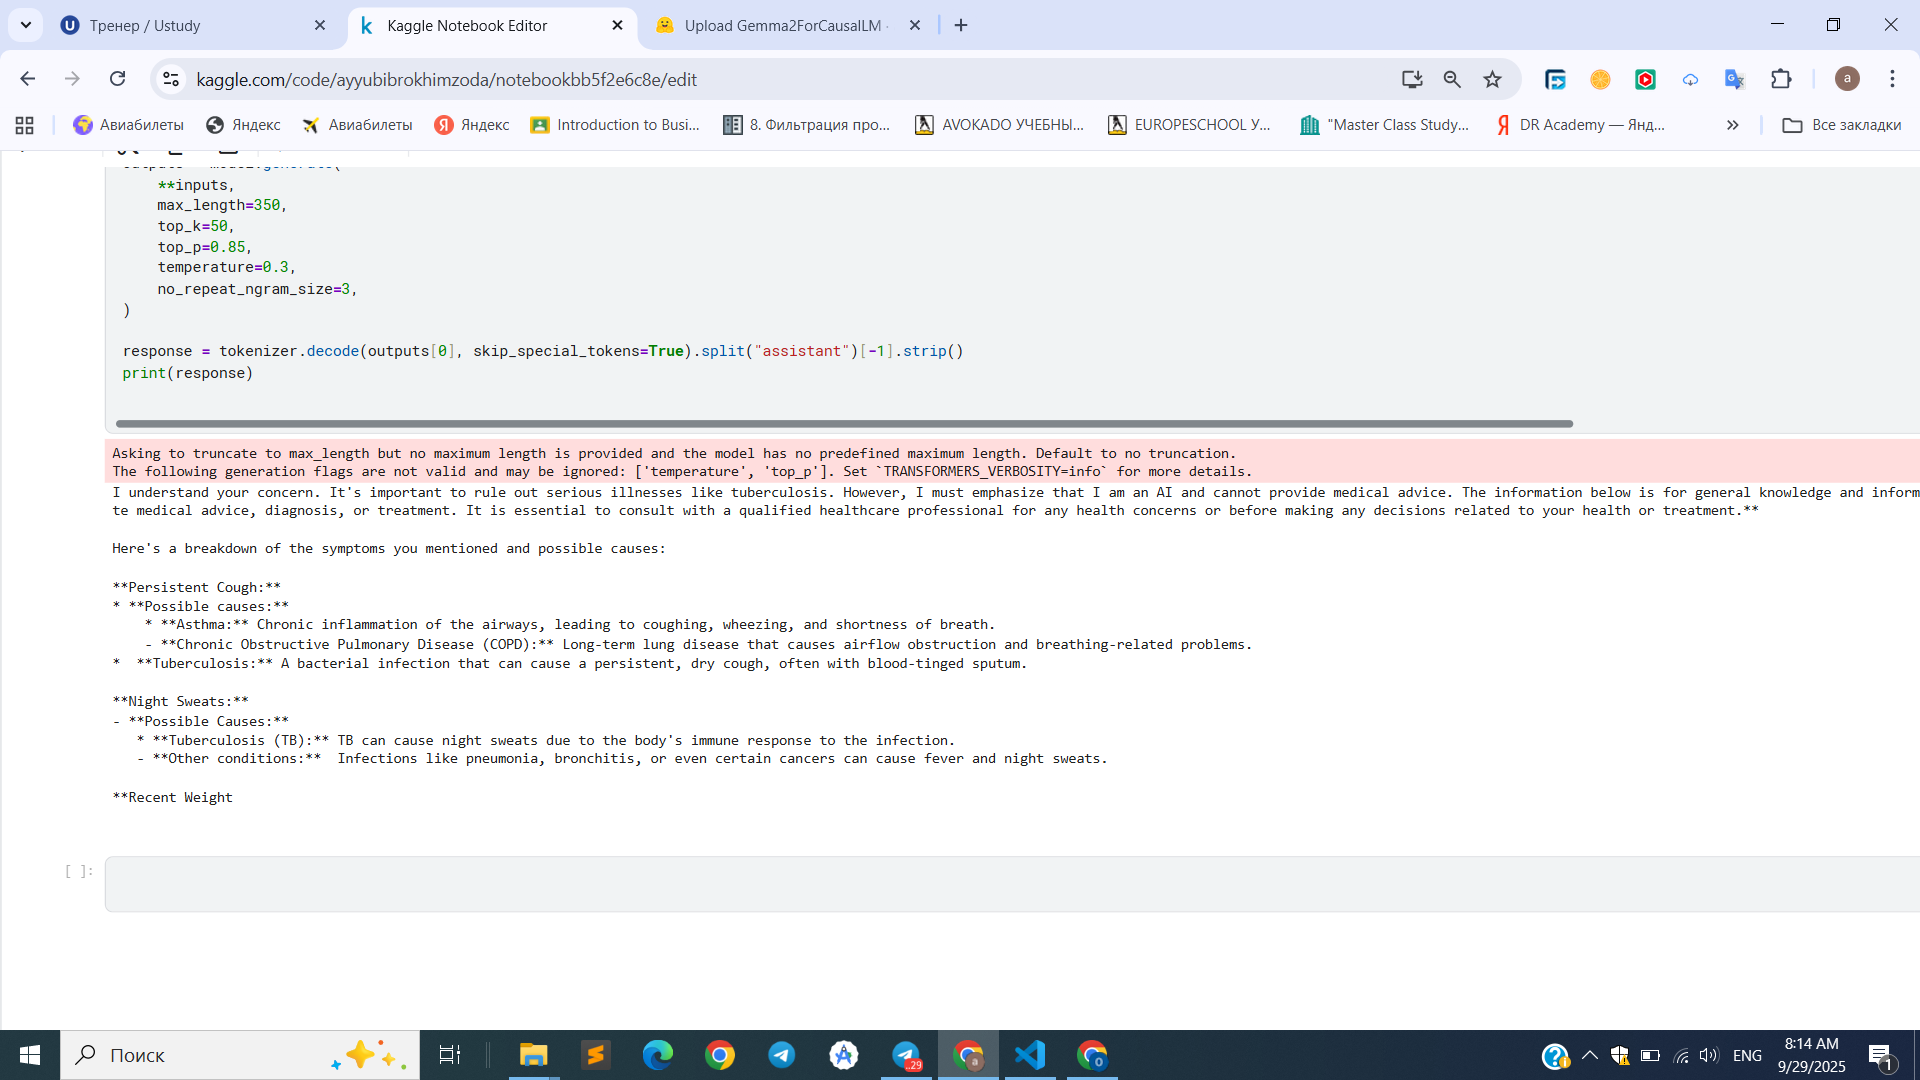 Тренер / Ustudy
Kaggle Notebook Editor
Upload Gemma2ForCausalLM
kaggle.com/code/ayyubibrokhimzoda/notebookbb5f2e6c8e/edit
a
Авиабилеты
Яндекс
Авиабилеты
Яндекс
Introduction to Busi...
8. Фильтрация про...
AVOKADO УЧЕБНЫ...
EUROPESCHOOL У...
"Master Class Study...
DR Academy — Янд...
Все закладки
**inputs,
max_length=350,
top_k=50,
top_p=0.85,
temperature=0.3,
no_repeat_ngram_size=3,
)
response = tokenizer.decode(outputs[0], skip_special_tokens=True).split("assistant")[-1].strip()
print(response)
Asking to truncate to max_length but no maximum length is provided and the model has no predefined maximum length. Default to no truncation.
The following generation flags are not valid and may be ignored: ['temperature', 'top_p']. Set `TRANSFORMERS_VERBOSITY=info` for more details.
I understand your concern. It's important to rule out serious illnesses like tuberculosis. However, I must emphasize that I am an AI and cannot provide medical advice. The information below is for general knowledge and inform
te medical advice, diagnosis, or treatment. It is essential to consult with a qualified healthcare professional for any health concerns or before making any decisions related to your health or treatment.**
Here's a breakdown of the symptoms you mentioned and possible causes:
**Persistent Cough:**
* **Possible causes:**
* **Asthma:** Chronic inflammation of the airways, leading to coughing, wheezing, and shortness of breath.
- **Chronic Obstructive Pulmonary Disease (COPD):** Long-term lung disease that causes airflow obstruction and breathing-related problems.
*  **Tuberculosis:** A bacterial infection that can cause a persistent, dry cough, often with blood-tinged sputum.
**Night Sweats:**
- **Possible Causes:**
* **Tuberculosis (TB):** TB can cause night sweats due to the body's immune response to the infection.
- **Other conditions:**  Infections like pneumonia, bronchitis, or even certain cancers can cause fever and night sweats.
**Recent Weight
[ ]:
Поиск
..29
ENG
8:14 AM
9/29/2025
1